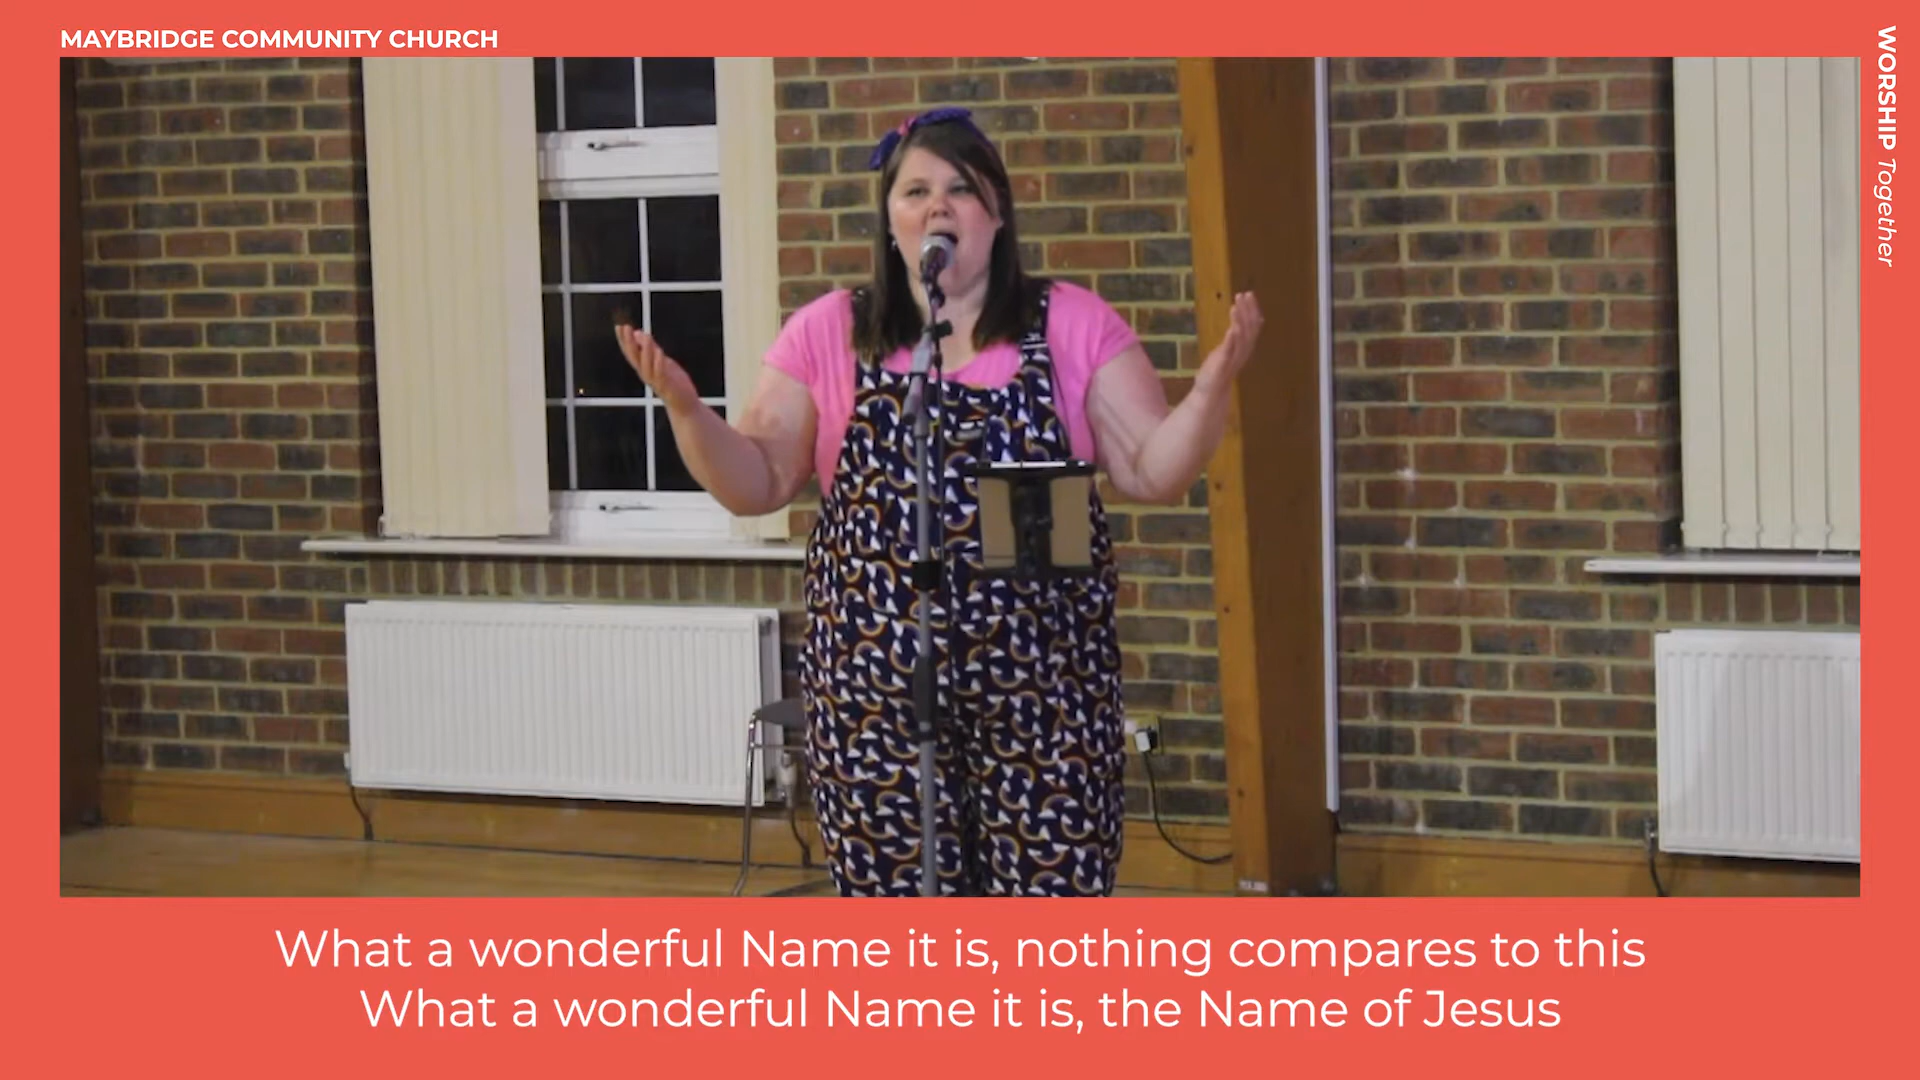 MAYBRIDGE COMMUNITY CHURCH
WORSHIP Together
What a wonderful Name it is, nothing compares to this
What a wonderful Name it is, the Name of Jesus